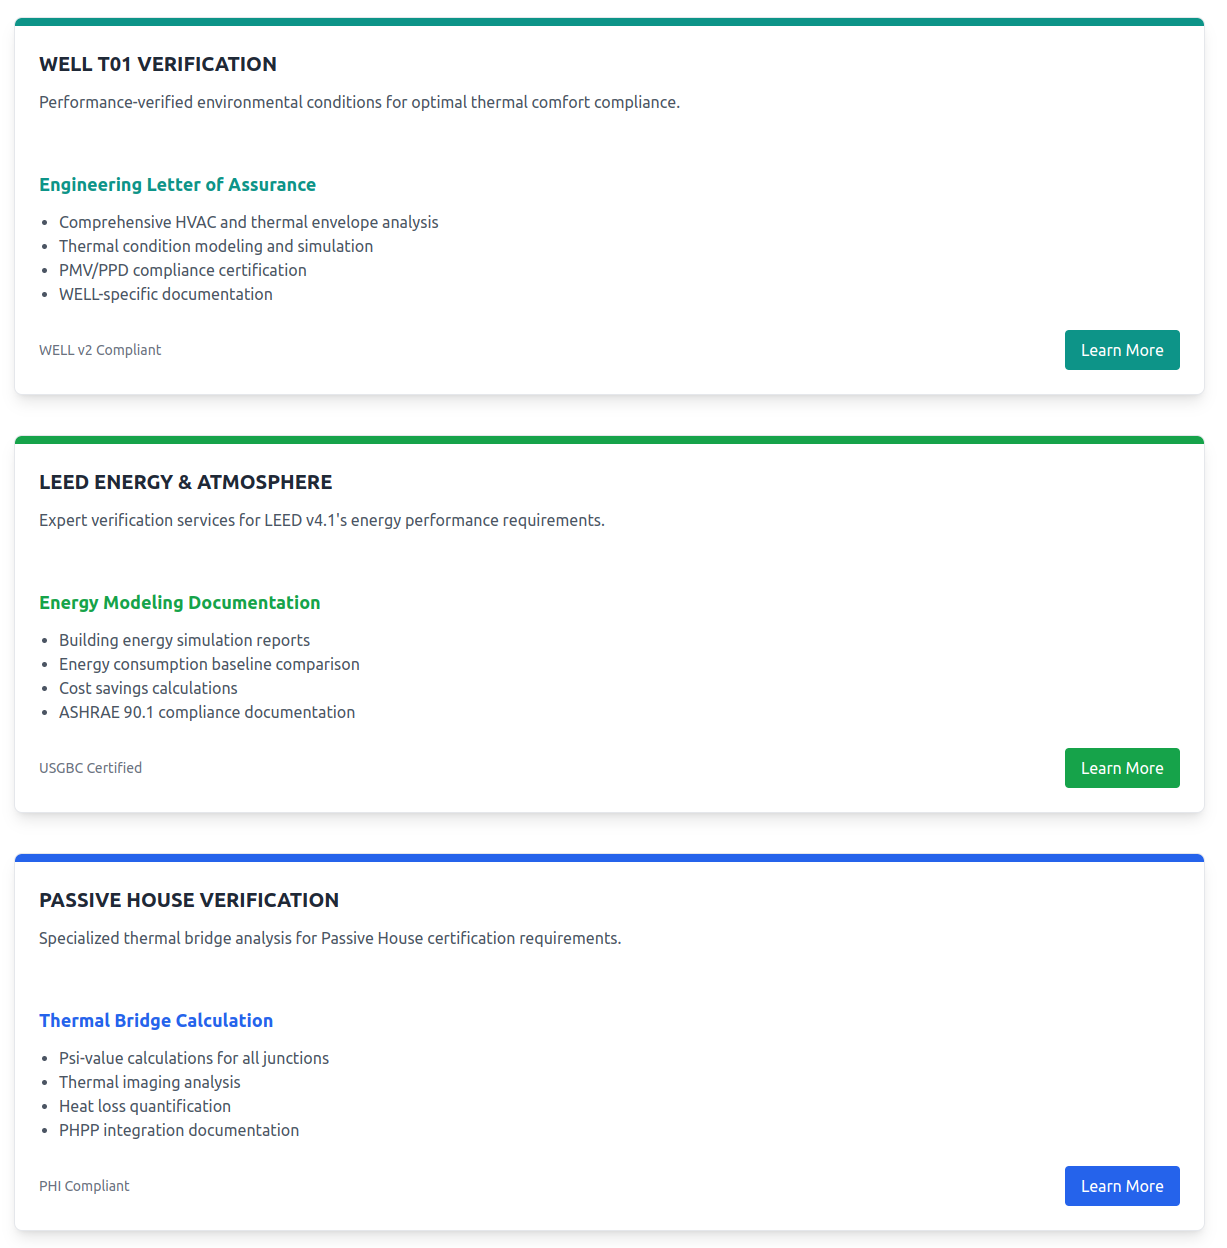 WELL T01 VERIFICATION
Performance-verified environmental conditions for optimal thermal comfort compliance.
Engineering Letter of Assurance
• Comprehensive HVAC and thermal envelope analysis
• Thermal condition modeling and simulation
• PMV/PPD compliance certification
• WELL-specific documentation
WELL v2 Compliant
Learn More
LEED ENERGY & ATMOSPHERE
Expert verification services for LEED v4.1's energy performance requirements.
Energy Modeling Documentation
• Building energy simulation reports
• Energy consumption baseline comparison
• Cost savings calculations
• ASHRAE 90.1 compliance documentation
USGBC Certified
Learn More
PASSIVE HOUSE VERIFICATION
Specialized thermal bridge analysis for Passive House certification requirements.
Thermal Bridge Calculation
• Psi-value calculations for all junctions
• Thermal imaging analysis
• Heat loss quantification
• PHPP integration documentation
PHI Compliant
Learn More